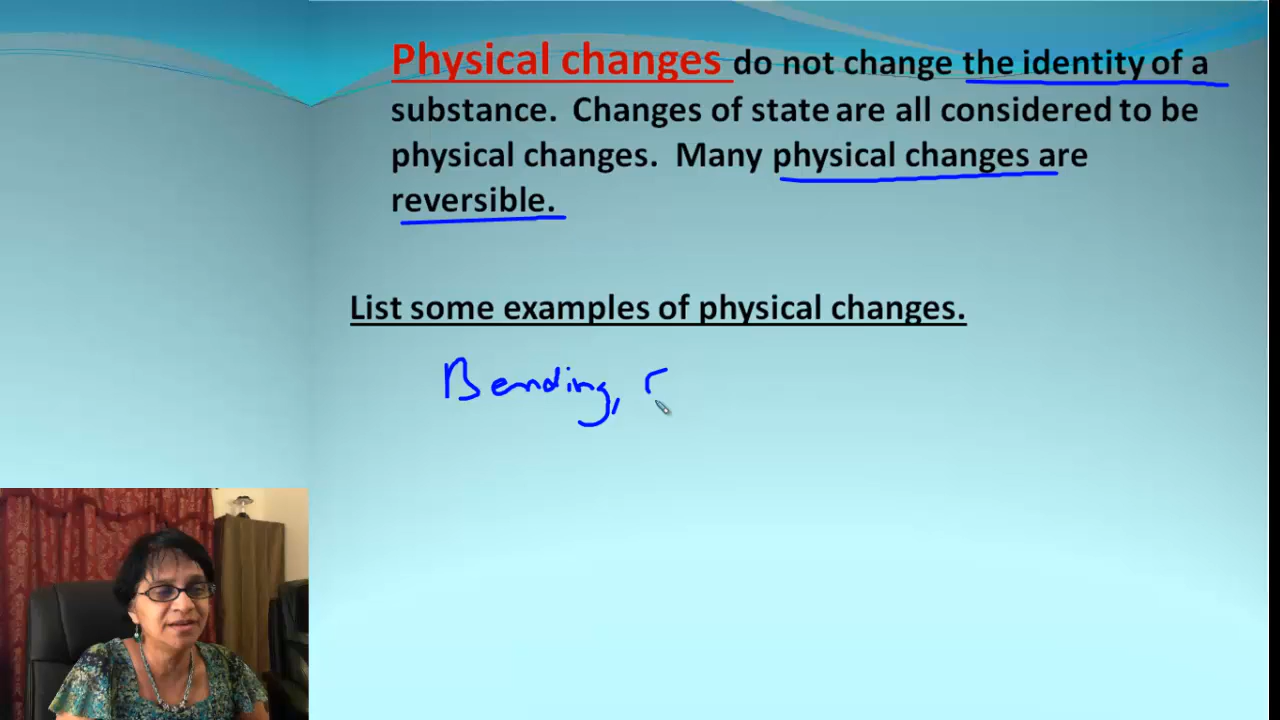 Physical changes do not change the identity of a
substance. Changes of state are all considered to be
physical changes. Many physical changes are
reversible.
List some examples of physical changes.
Bending,